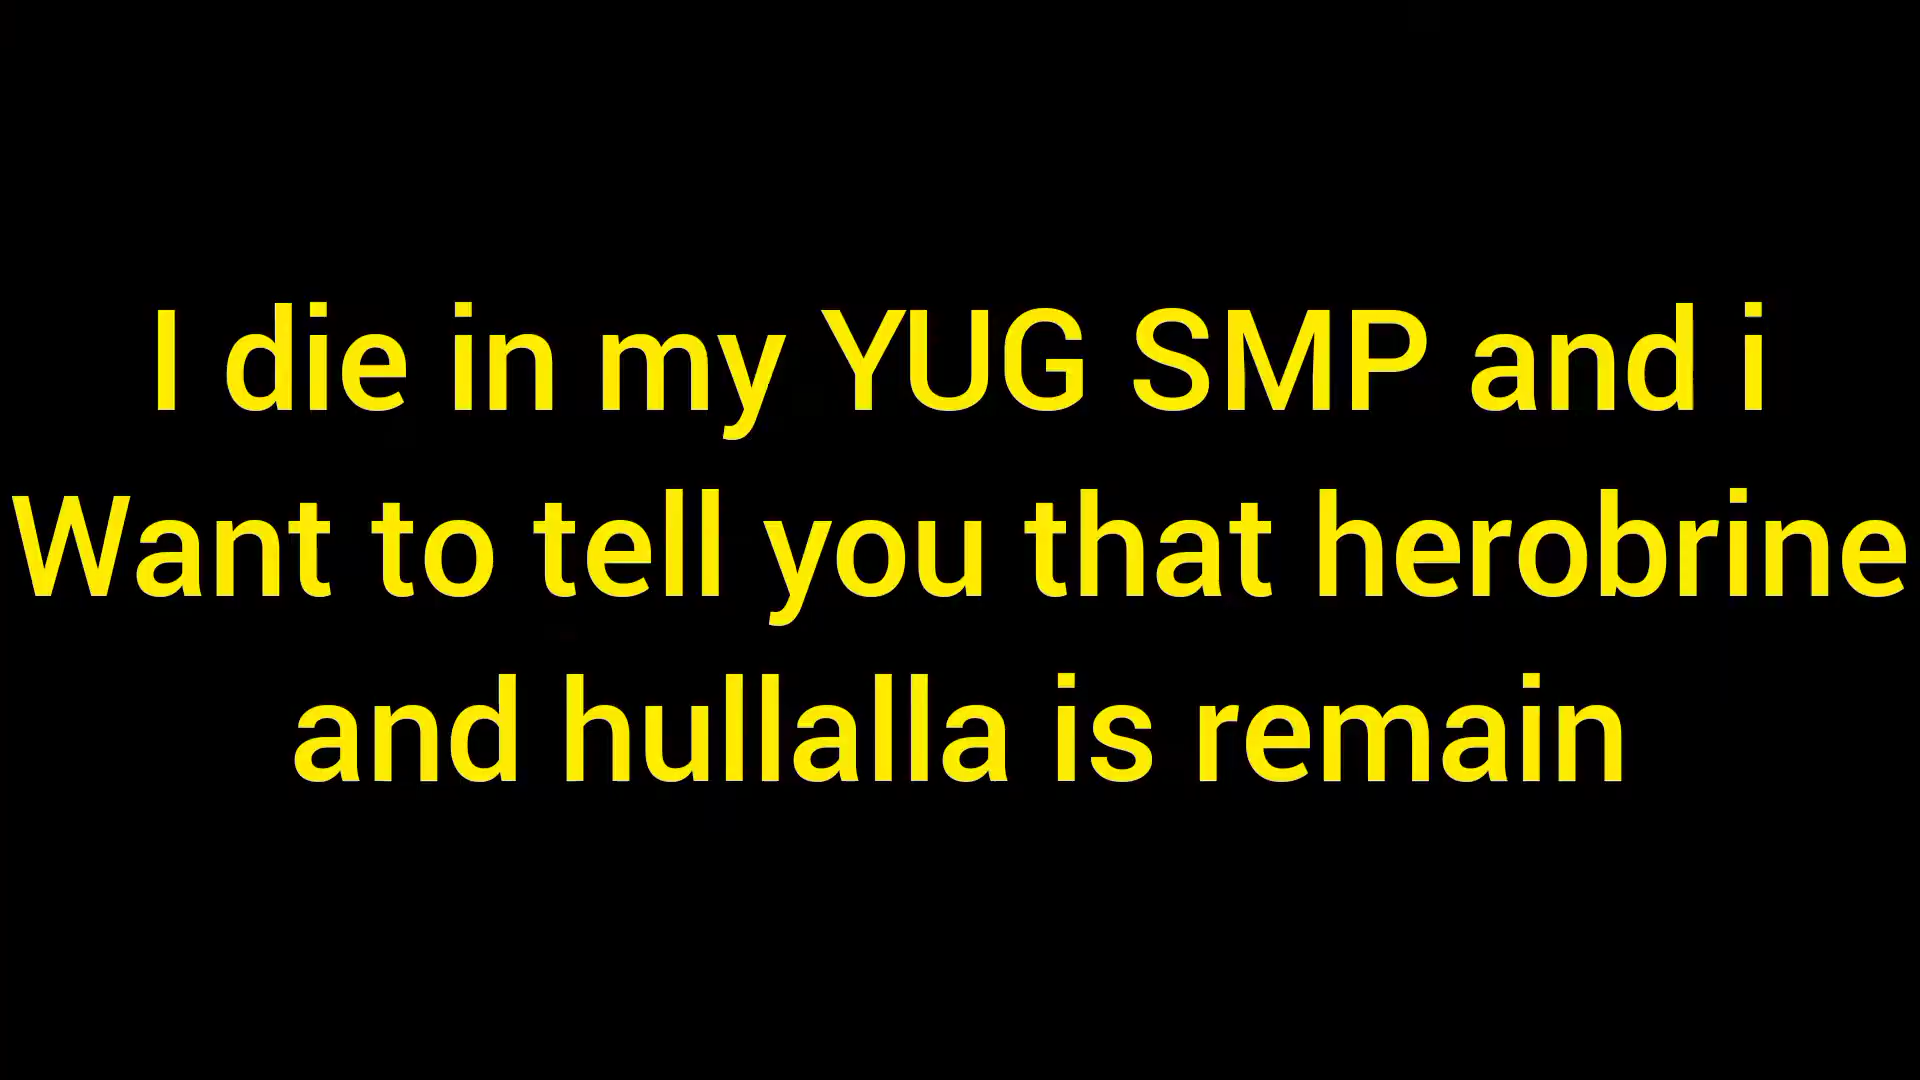 I die in my YUG SMP and i
Want to tell you that herobrine
and hullalla is remain